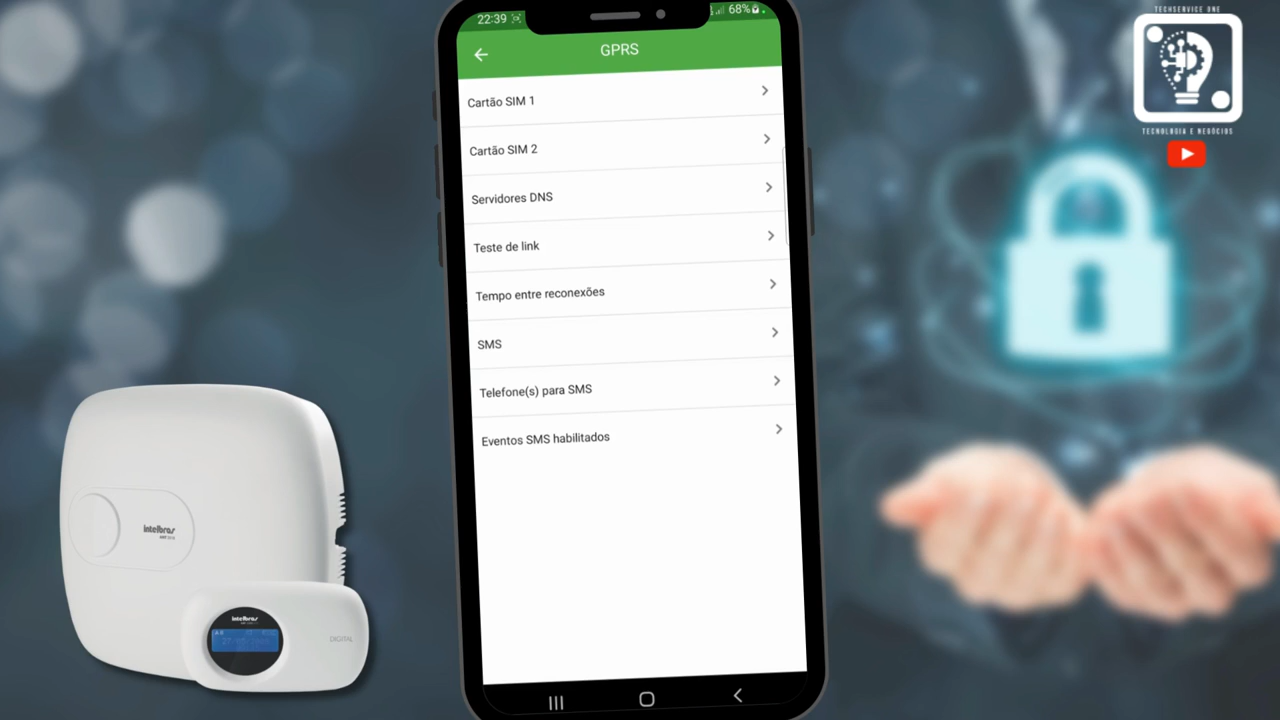 TECHSERVICE ONE
TECNOLOGIA E NEGÓCIOS
22:39
68%
GPRS
Cartão SIM 1
Cartão SIM 2
Servidores DNS
Teste de link
Tempo entre reconexões
SMS
Telefone(s) para SMS
Eventos SMS habilitados
intelbras
intelbras
DIGITAL